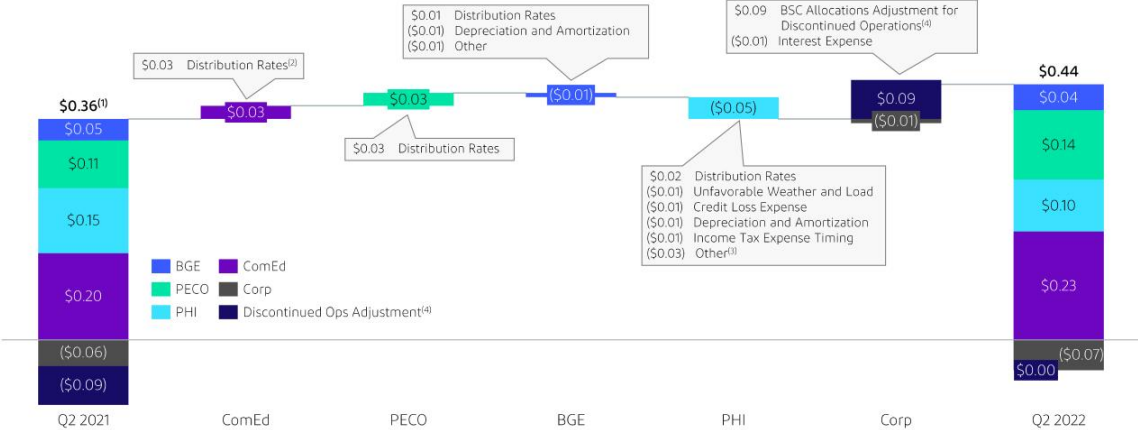 $0.01 Distribution Rates
($0.01) Depreciation and Amortization
($0.01) Other
$0.09 BSC Allocations Adjustment for
Discontinued Operations(4)
($0.01) Interest Expense
$0.03 Distribution Rates(2)
$0.36(1)
$0.44
$0.03
$0.03
($0.01)
($0.05)
$0.09
($0.01)
$0.03 Distribution Rates
$0.02 Distribution Rates
($0.01) Unfavorable Weather and Load
($0.01) Credit Loss Expense
($0.01) Depreciation and Amortization
($0.01) Income Tax Expense Timing
($0.03) Other(3)
$0.05
$0.11
$0.15
$0.20
($0.06)
($0.09)
BGE
ComEd
PECO
Corp
PHI
Discontinued Ops Adjustment(4)
$0.04
$0.14
$0.10
$0.23
($0.07)
$0.00
Q2 2021
ComEd
PECO
BGE
PHI
Corp
Q2 2022